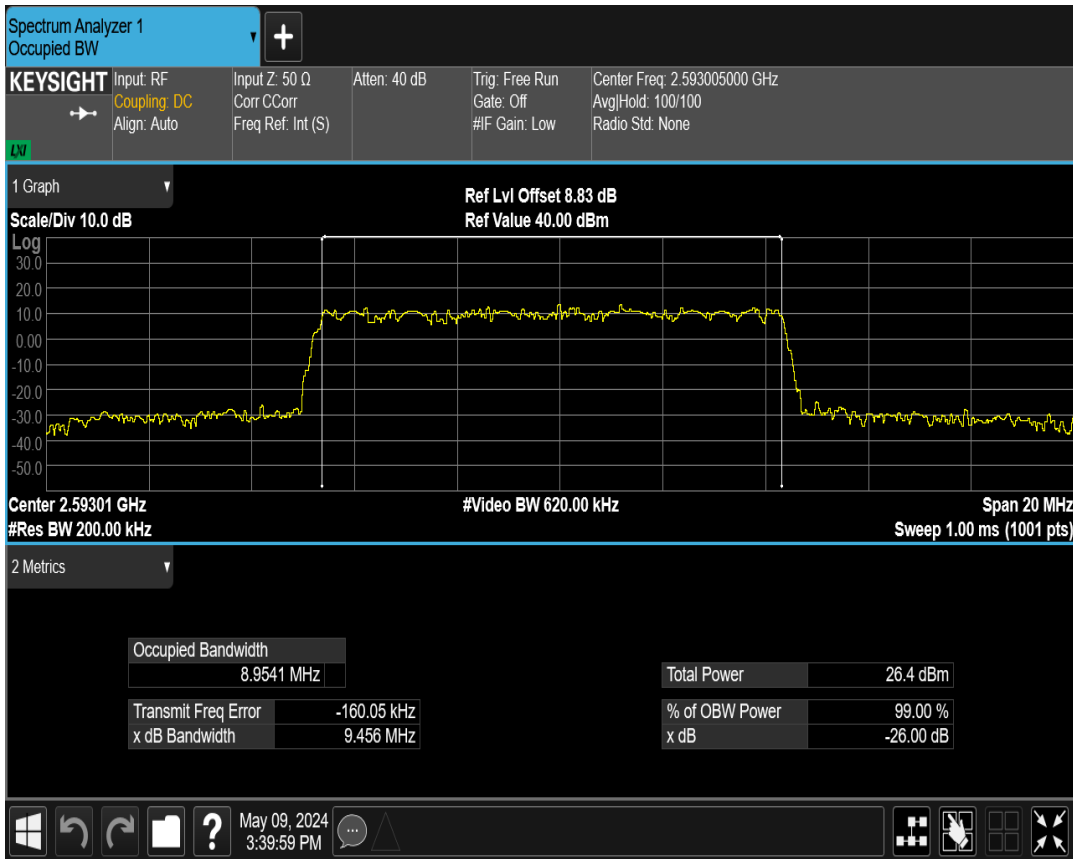 Spectrum Analyzer 1
Occupied BW
KEYSIGHT
LXI
Input: RF
Coupling: DC
Align: Auto
Input Z: 50 Ω
Corr CCorr
Freq Ref: Int (S)
Atten: 40 dB
Trig: Free Run
Gate: Off
#IF Gain: Low
Center Freq: 2.593005000 GHz
Avg|Hold: 100/100
Radio Std: None
1 Graph
Scale/Div 10.0 dB
Ref Lvl Offset 8.83 dB
Ref Value 40.00 dBm
Log
30.0
20.0
10.0
0.00
-10.0
-20.0
-30.0
-40.0
-50.0
Center 2.59301 GHz
#Video BW 620.00 kHz
Span 20 MHz
#Res BW 200.00 kHz
Sweep 1.00 ms (1001 pts)
2 Metrics
Occupied Bandwidth
8.9541 MHz
Total Power 26.4 dBm
Transmit Freq Error -160.05 kHz
% of OBW Power 99.00 %
x dB Bandwidth 9.456 MHz
x dB -26.00 dB
?
May 09, 2024
3:39:59 PM